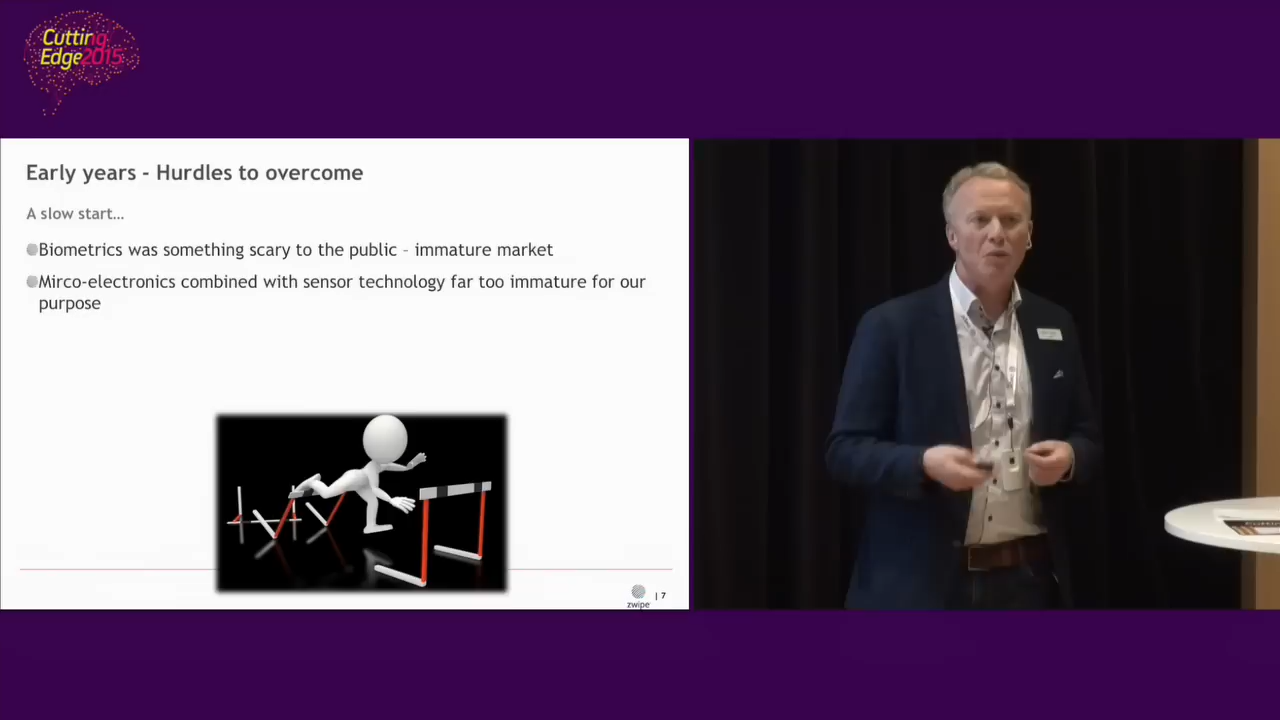 Cutting
Edge2015
Early years - Hurdles to overcome
A slow start...
Biometrics was something scary to the public - immature market
Mirco-electronics combined with sensor technology far too immature for our
purpose
zwipe
| 7